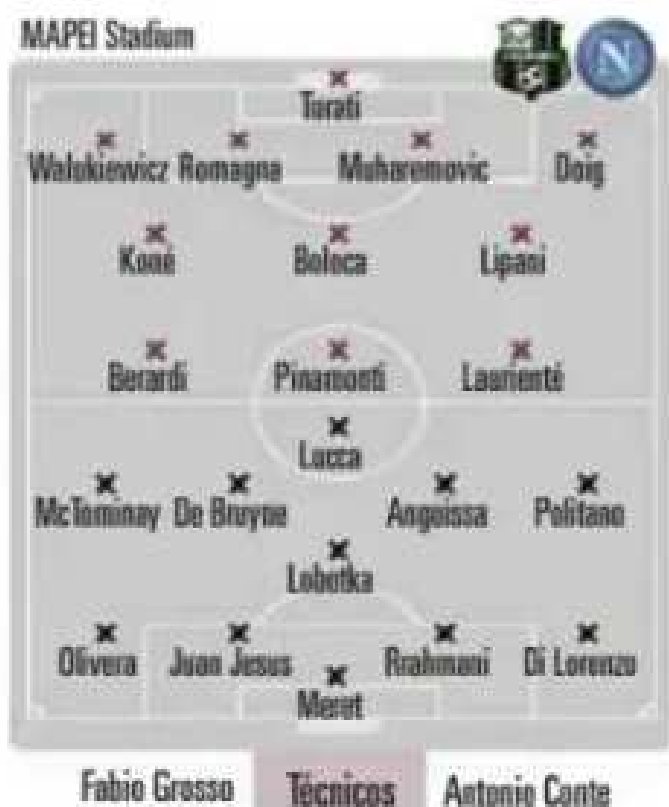 MAPEI Stadium
N
Turati
Walukiewicz Romagna Muharemovic Doig
Koné Boloca Lipani
Berardi Pinamonti Laurienté
Lucca
McTominay De Bruyne Anguissa Politano
Lobotka
Olivera Juan Jesus Rrahmani Di Lorenzo
Meret
Fabio Grosso Técnicos Antonio Conte